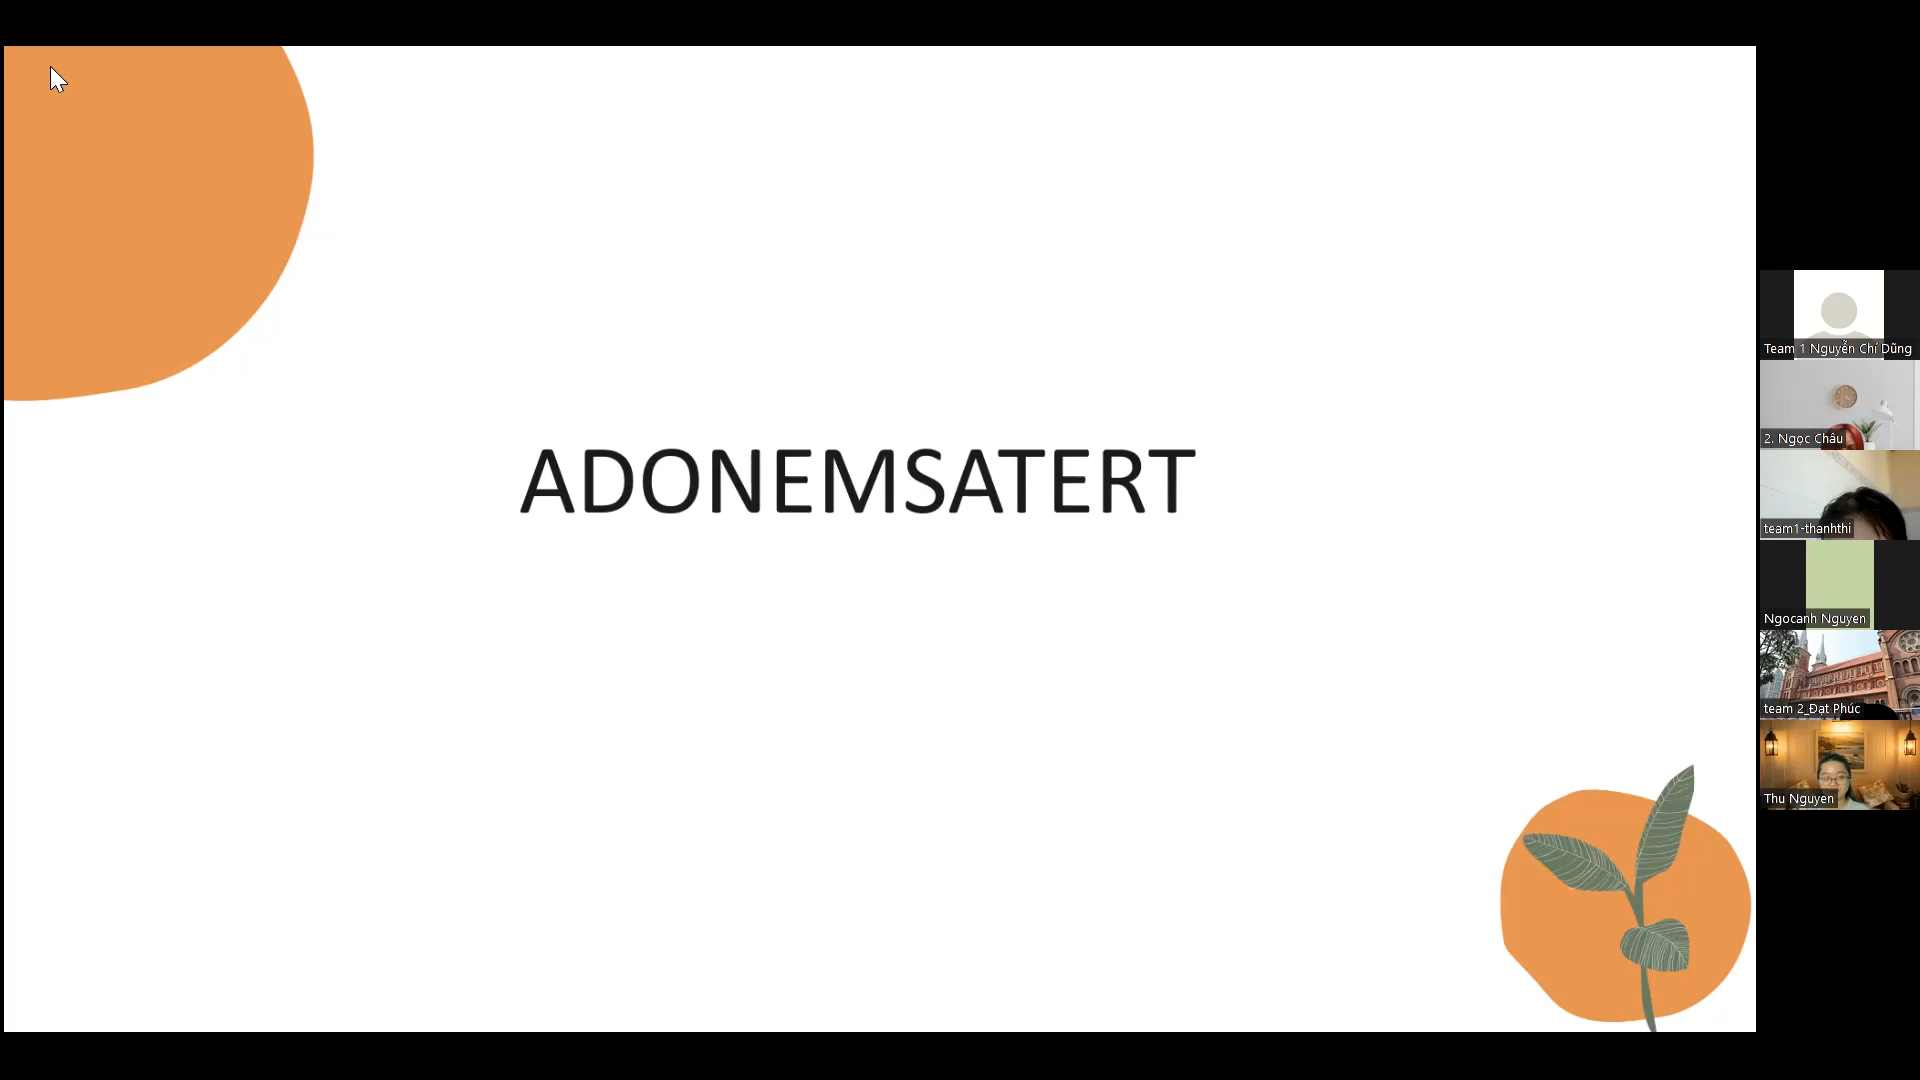 ADONEMSATERT
Team 1 Nguyễn Chí Dũng
2. Ngọc Châu
team1-thanhthi
Ngocanh Nguyen
team 2_Đạt Phúc
Thu Nguyen